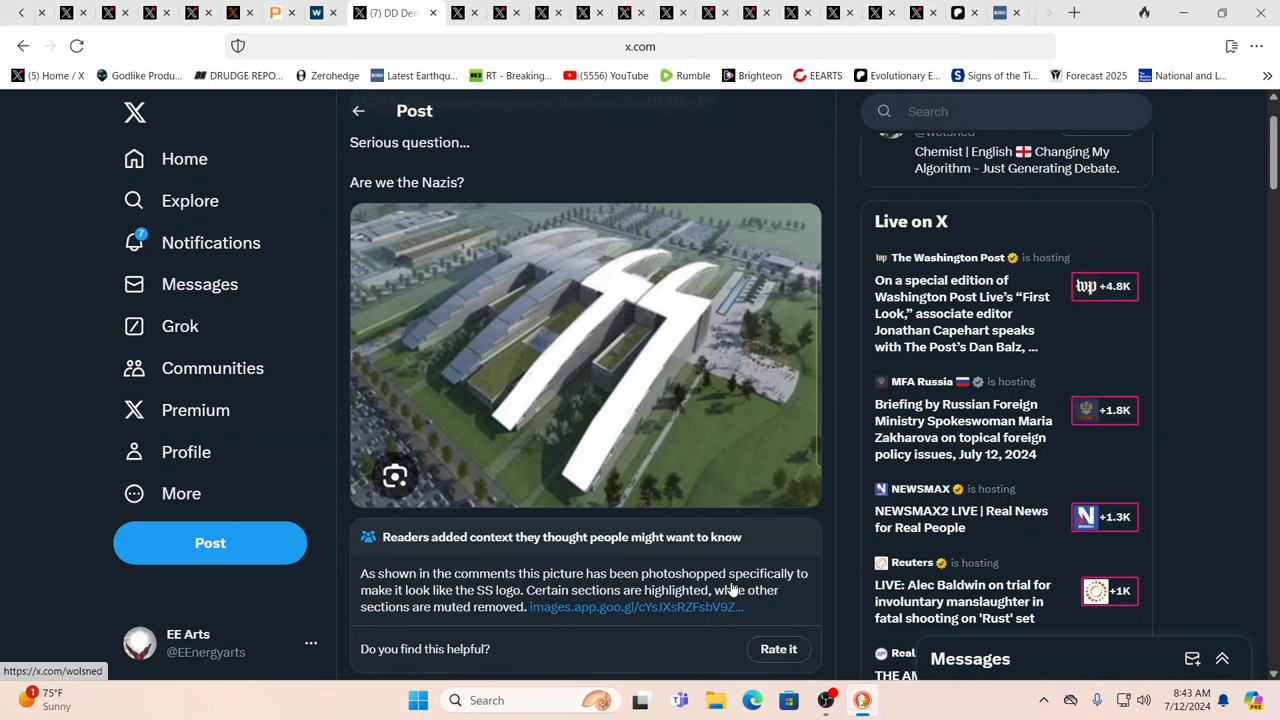 (7) DD Der
x.com
(5) Home / X
Godlike Produ...
DRUDGE REPO...
Zerohedge
Latest Earthqu...
RT - Breaking...
(5556) YouTube
Rumble
Brighteon
EEARTS
Evolutionary E...
Signs of the Ti...
Forecast 2025
National and L...
Post
Home
Explore
7
Notifications
Messages
Grok
Communities
Premium
Profile
More
Post
EE Arts
@EEnergyarts
https://x.com/wolsned
Serious question...
Are we the Nazis?
Readers added context they thought people might want to know
As shown in the comments this picture has been photoshopped specifically to
make it look like the SS logo. Certain sections are highlighted, while other
sections are muted removed. images.app.goo.gl/cYsJXsRZFsbV9Z...
Do you find this helpful?
Rate it
Search
@wolsned
Chemist | English 🏴󠁧󠁢󠁥󠁮󠁧󠁿 Changing My
Algorithm - Just Generating Debate.
Live on X
The Washington Post is hosting
On a special edition of
Washington Post Live's “First
Look,” associate editor
Jonathan Capehart speaks
with The Post's Dan Balz, ...
wp +4.8K
MFA Russia 🇷🇺 is hosting
Briefing by Russian Foreign
Ministry Spokeswoman Maria
Zakharova on topical foreign
policy issues, July 12, 2024
+1.8K
NEWSMAX is hosting
NEWSMAX2 LIVE | Real News
for Real People
N +1.3K
Reuters is hosting
LIVE: Alec Baldwin on trial for
involuntary manslaughter in
fatal shooting on 'Rust' set
+1K
Real
THE AM
Messages
1
75°F
Sunny
Search
8:43 AM
7/12/2024